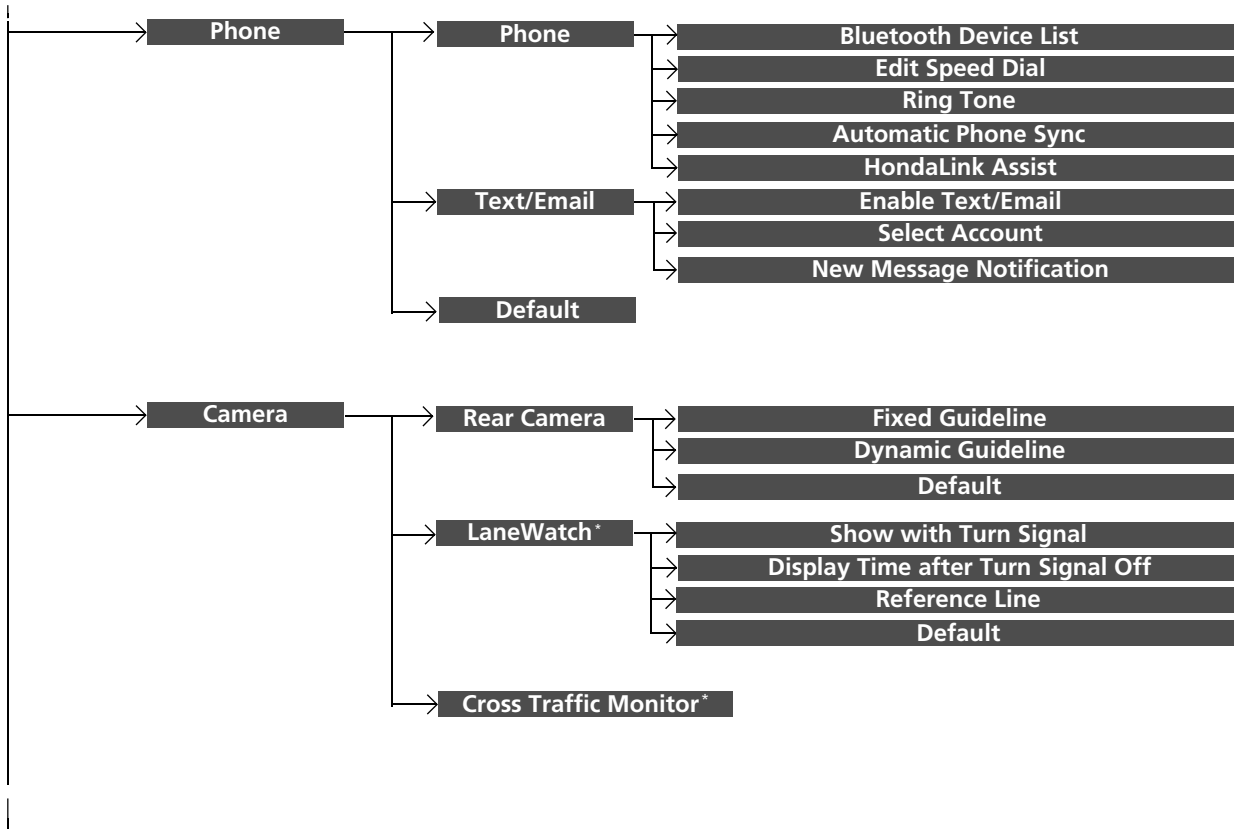 Phone
Phone
Bluetooth Device List
Edit Speed Dial
Ring Tone
Automatic Phone Sync
HondaLink Assist
Text/Email
Enable Text/Email
Select Account
New Message Notification
Default
Camera
Rear Camera
Fixed Guideline
Dynamic Guideline
Default
LaneWatch*
Show with Turn Signal
Display Time after Turn Signal Off
Reference Line
Default
Cross Traffic Monitor*